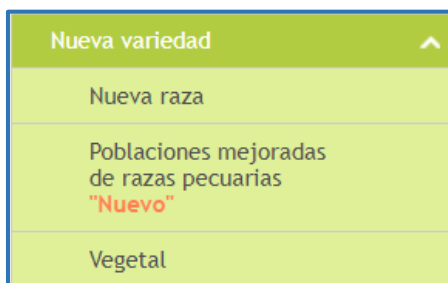 Nueva variedad
Nueva raza
Poblaciones mejoradas
de razas pecuarias
"Nuevo"
Vegetal